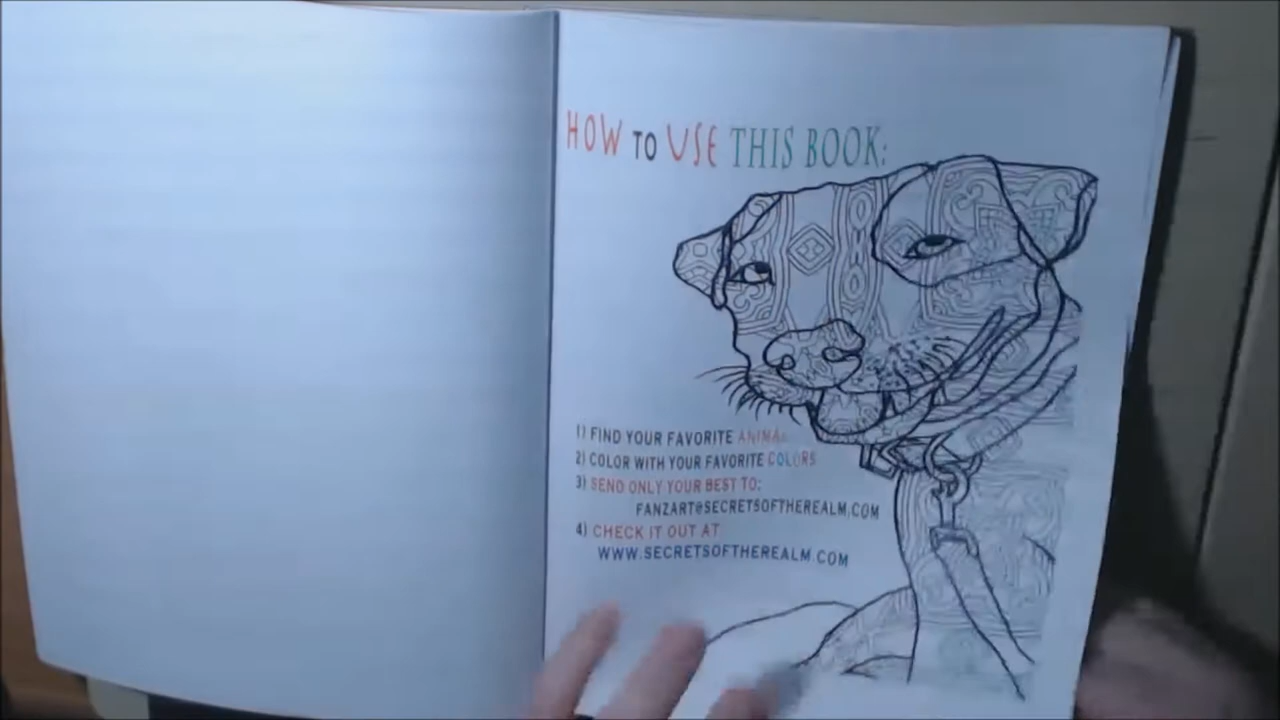 HOW TO USE THIS BOOK:
1) FIND YOUR FAVORITE ANIMAL
2) COLOR WITH YOUR FAVORITE COLORS
3) SEND ONLY YOUR BEST TO:
FANZART@SECRETSOFTHEREALM.COM
4) CHECK IT OUT AT
WWW.SECRETSOFTHEREALM.COM